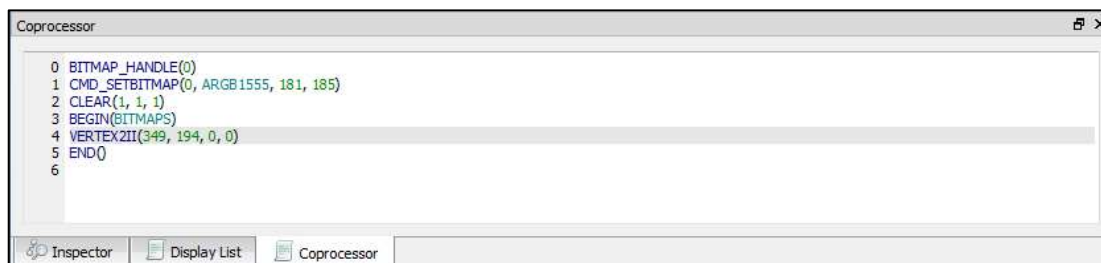 Coprocessor
0 BITMAP_HANDLE(0)
1 CMD_SETBITMAP(0, ARGB1555, 181, 185)
2 CLEAR(1, 1, 1)
3 BEGIN(BITMAPS)
4 VERTEX2II(349, 194, 0, 0)
5 END()
6
Inspector Display List Coprocessor